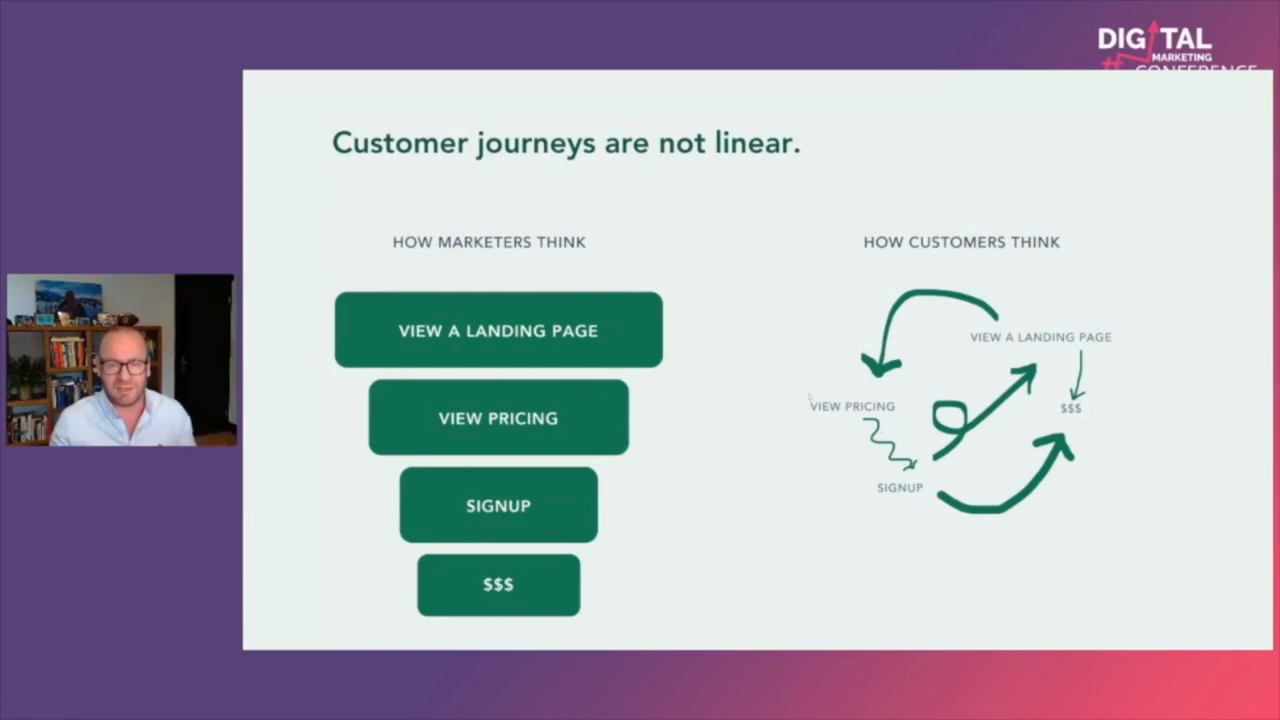 DIGITAL
MARKETING
# CONFERENCE
Customer journeys are not linear.
HOW MARKETERS THINK
VIEW A LANDING PAGE
VIEW PRICING
SIGNUP
$$$
HOW CUSTOMERS THINK
VIEW A LANDING PAGE
VIEW PRICING
$$$
SIGNUP